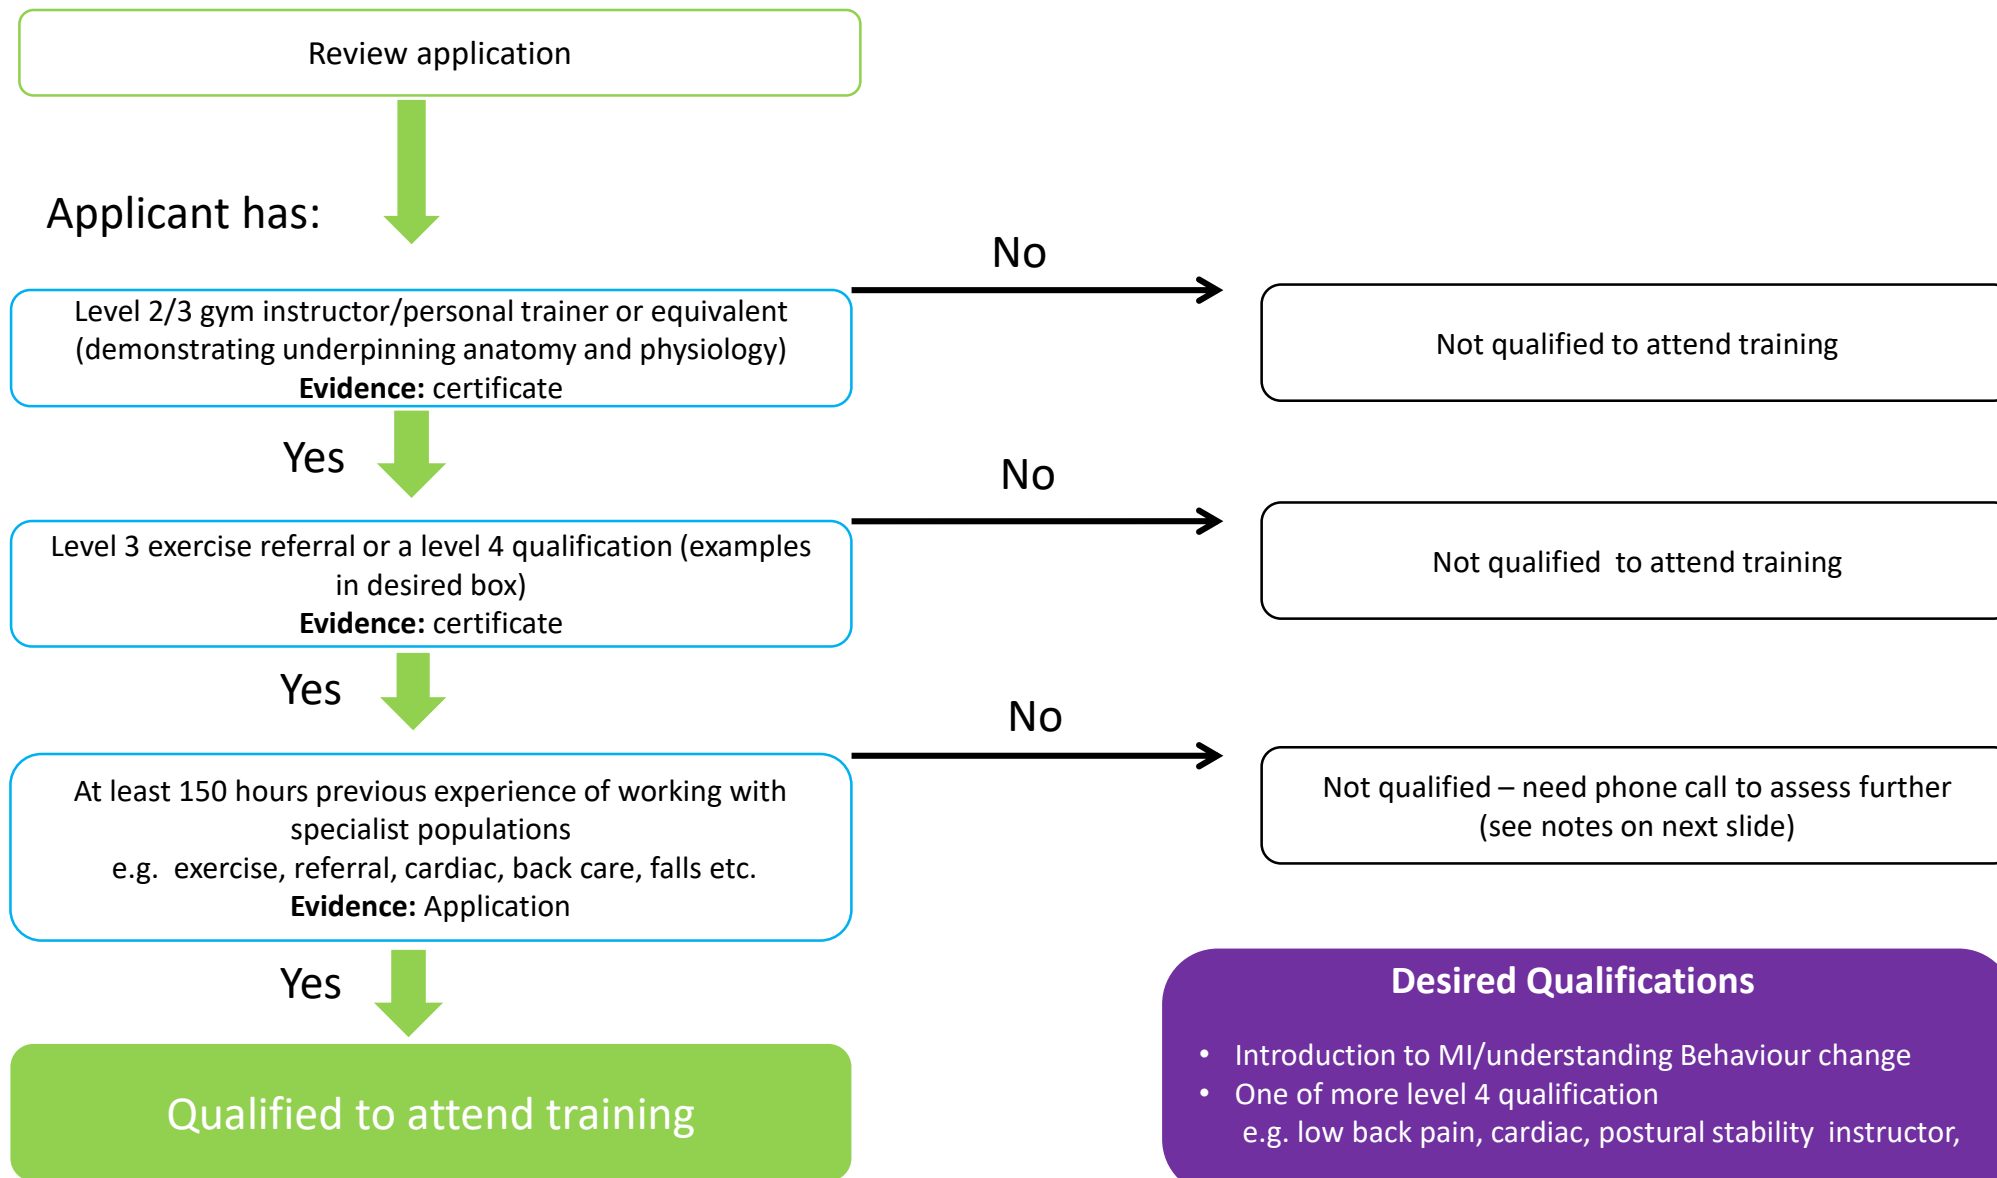 Review application
Applicant has:
No
Level 2/3 gym instructor/personal trainer or equivalent
(demonstrating underpinning anatomy and physiology)
Evidence: certificate
Not qualified to attend training
Yes
No
Level 3 exercise referral or a level 4 qualification (examples
in desired box)
Evidence: certificate
Not qualified  to attend training
Yes
No
At least 150 hours previous experience of working with
specialist populations
e.g.  exercise, referral, cardiac, back care, falls etc.
Evidence: Application
Not qualified – need phone call to assess further
(see notes on next slide)
Yes
Qualified to attend training
Desired Qualifications
• Introduction to MI/understanding Behaviour change
• One of more level 4 qualification
e.g. low back pain, cardiac, postural stability  instructor,